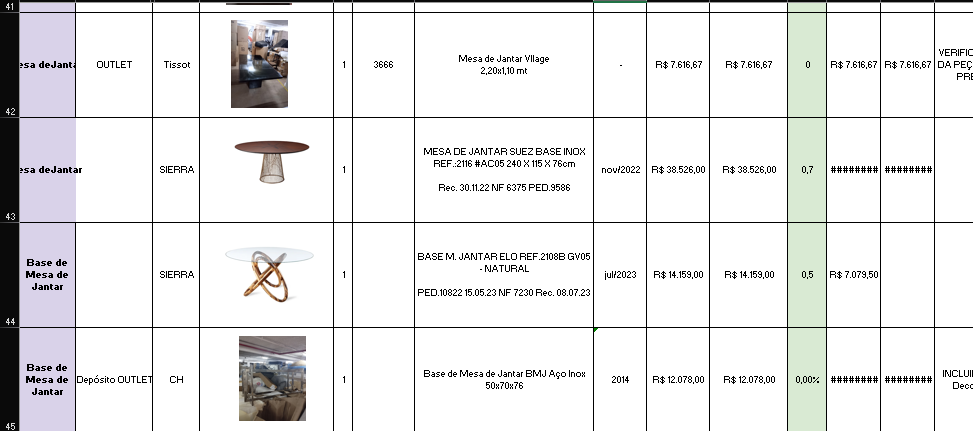 41
esa deJanta
OUTLET
Tissot
1
3666
Mesa de Jantar Vllage
2,20x1,10 mt
-
R$ 7.616,67
R$ 7.616,67
0
R$ 7.616,67
R$ 7.616,67
VERIFIC
DA PEÇ
PRE
42
esa deJantar
SIERRA
1
MESA DE JANTAR SUEZ BASE INOX
REF.:2116 #AC05 240 X 115 X 76cm
Rec. 30.11.22 NF 6375 PED.9586
nov/2022
R$ 38.526,00
R$ 38.526,00
0,7
########
########
43
Base de
Mesa de
Jantar
SIERRA
1
BASE M. JANTAR ELO REF.2108B GV05
- NATURAL
PED.10822 15.05.23 NF 7230 Rec. 08.07.23
jul/2023
R$ 14.159,00
R$ 14.159,00
0,5
R$ 7.079,50
44
Base de
Mesa de
Jantar
Depósito OUTLET
CH
1
Base de Mesa de Jantar BMJ Aço Inox
50x70x76
2014
R$ 12.078,00
R$ 12.078,00
0,00%
########
########
INCLUI
Deco
45